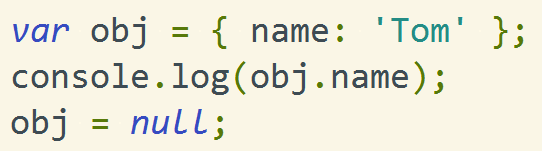 var obj = { name: 'Tom' };
console.log(obj.name);
obj = null;